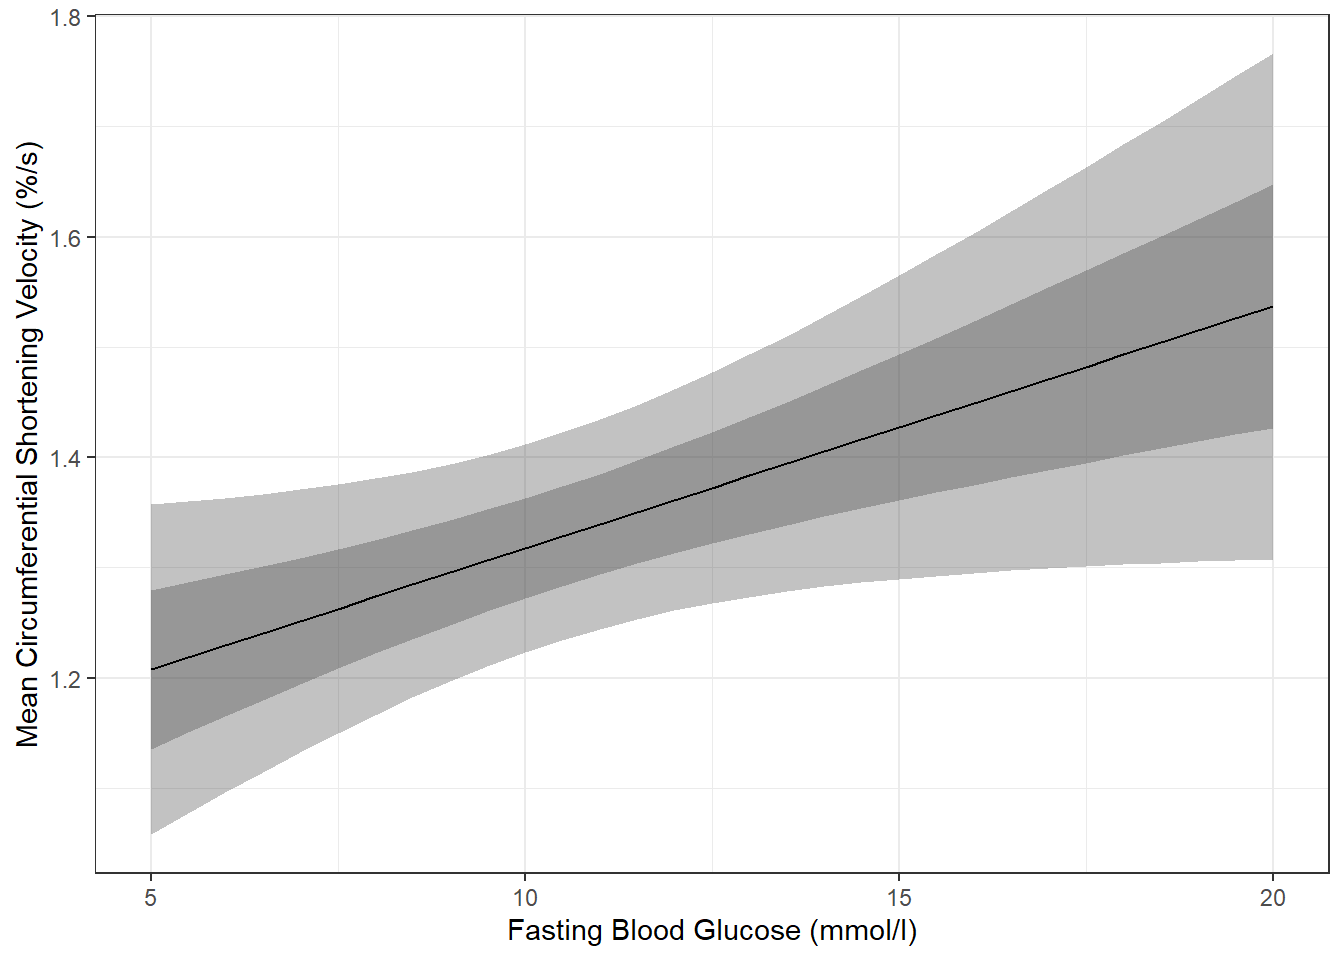 Mean Circumferential Shortening Velocity (%/s)
1.8
1.6
1.4
1.2
5 10 15 20
Fasting Blood Glucose (mmol/l)